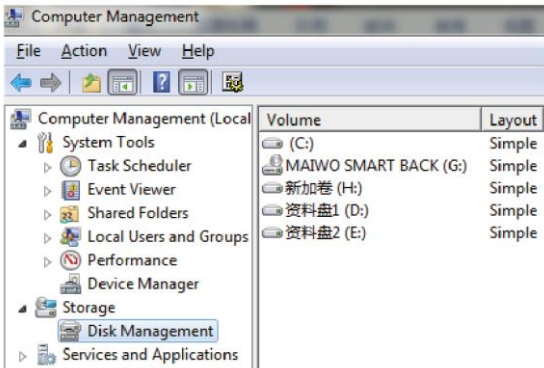 Computer Management
File Action View Help
Computer Management (Local
System Tools
Task Scheduler
Event Viewer
Shared Folders
Local Users and Groups
Performance
Device Manager
Storage
Disk Management
Services and Applications
Volume Layout
(C:) Simple
MAIWO SMART BACK (G:) Simple
新加卷 (H:) Simple
资料盘1 (D:) Simple
资料盘2 (E:) Simple